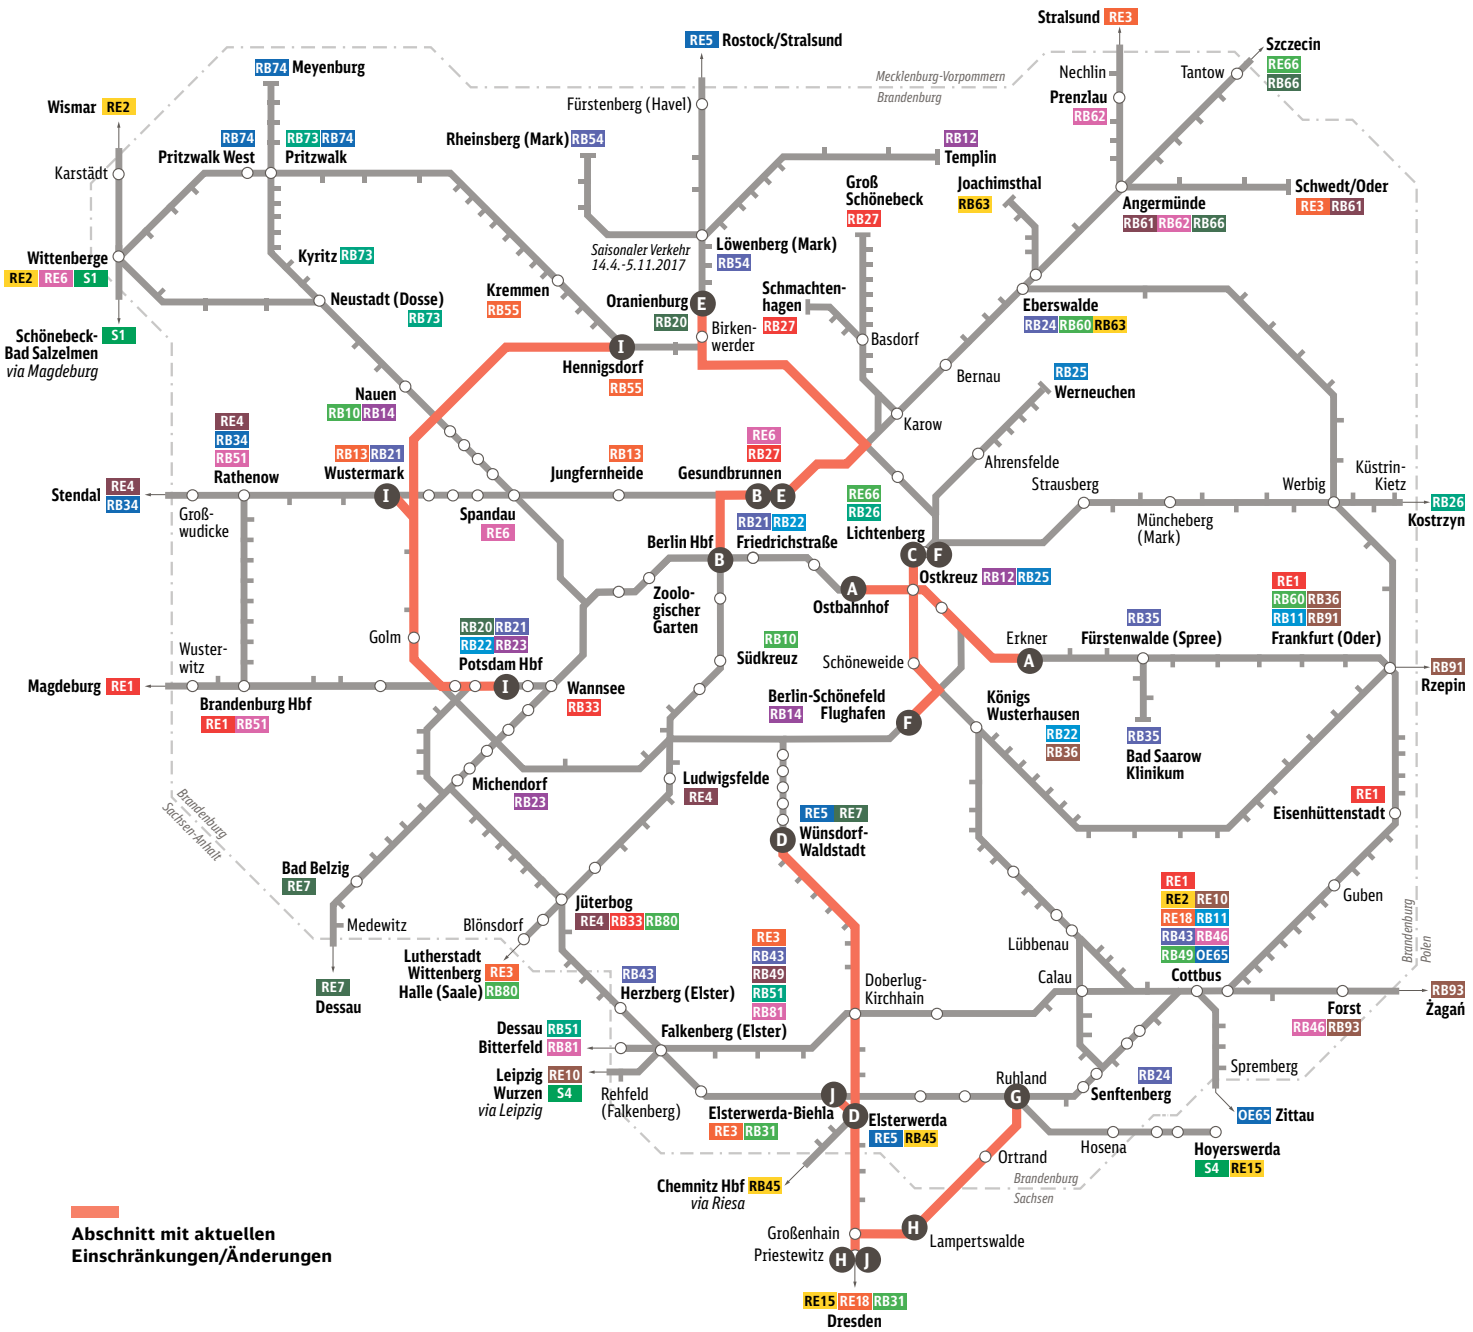 Stralsund RE3
RE5 Rostock/Stralsund
Szczecin
RE66
RB66
Nechlin
Tantow
RB74 Meyenburg
Mecklenburg-Vorpommern
Brandenburg
Prenzlau
RB62
Wismar RE2
Fürstenberg (Havel)
RB74
Pritzwalk West
RB73 RB74
Pritzwalk
Rheinsberg (Mark) RB54
RB12
Templin
Karstädt
Groß
Schönebeck
RB27
Joachimsthal
RB63
Angermünde
RB61 RB62 RB66
Schwedt/Oder
RE3 RB61
Saisonaler Verkehr
14.4.-5.11.2017
Löwenberg (Mark)
RB54
Wittenberge
RE2 RE6 S1
Kyritz RB73
Neustadt (Dosse)
RB73
Kremmen
RB55
Oranienburg
RB20
E
Schmachten-
hagen
RB27
Eberswalde
RB24 RB60 RB63
Schönebeck-
Bad Salzelmen
via Magdeburg
S1
Birken-
werder
Basdorf
I
Hennigsdorf
RB55
Bernau
RB25
Werneuchen
Nauen
RB10 RB14
Karow
RE4
RB34
RB51
Rathenow
RB13 RB21
Wustermark
I
RB13
Jungfernheide
RE6
RB27
Gesundbrunnen
B E
Ahrensfelde
Strausberg
Werbig
Küstrin-
Kietz
RB26
Kostrzyn
Stendal RE4
RB34
Groß-
wudicke
Spandau
RE6
RE66
RB26
Lichtenberg
C F
Müncheberg
(Mark)
RB21 RB22
Friedrichstraße
Berlin Hbf
B
Zoolo-
gischer
Garten
A
Ostbahnhof
Ostkreuz RB12 RB25
RE1
RB60 RB36
RB11 RB91
Frankfurt (Oder)
RB35
Fürstenwalde (Spree)
Erkner
A
Golm
RB20 RB21
RB22 RB23
Potsdam Hbf
I
RB10
Südkreuz
Schöneweide
Wuster-
witz
Magdeburg RE1
Brandenburg Hbf
RE1 RB51
Wannsee
RB33
Berlin-Schönefeld
RB14 Flughafen
F
Königs
Wusterhausen
RB22
RB36
RB35
Bad Saarow
Klinikum
RB91
Rzepin
Michendorf
RB23
Ludwigsfelde
RE4
Brandenburg
Sachsen-Anhalt
RE5 RE7
D
Wünsdorf-
Waldstadt
RE1
Eisenhüttenstadt
Bad Belzig
RE7
Medewitz
RE7
Dessau
Jüterbog
RE4 RB33 RB80
Blönsdorf
Lutherstadt
Wittenberg RE3
Halle (Saale) RB80
RE1
RE2 RE10
RE18 RB11
RB43 RB46
RB49 OE65
Cottbus
Guben
Brandenburg
Polen
Lübbenau
Calau
RB43
Herzberg (Elster)
RE3
RB43
RB49
RB51
RB81
Falkenberg (Elster)
Doberlug-
Kirchhain
Forst
RB46 RB93
RB93
Żagań
Dessau RB51
Bitterfeld RB81
Leipzig RE10
Wurzen S4
via Leipzig
Rehfeld
(Falkenberg)
J
Elsterwerda-Biehla
RE3 RB31
D
Elsterwerda
RE5 RB45
Ruhland
G
RB24
Senftenberg
Spremberg
OE65 Zittau
Hosena
Hoyerswerda
S4 RE15
Ortrand
Brandenburg
Sachsen
Chemnitz Hbf RB45
via Riesa
Großenhain
Priestewitz
H J
H
Lampertswalde
RE15 RE18 RB31
Dresden
Abschnitt mit aktuellen
Einschränkungen/Änderungen